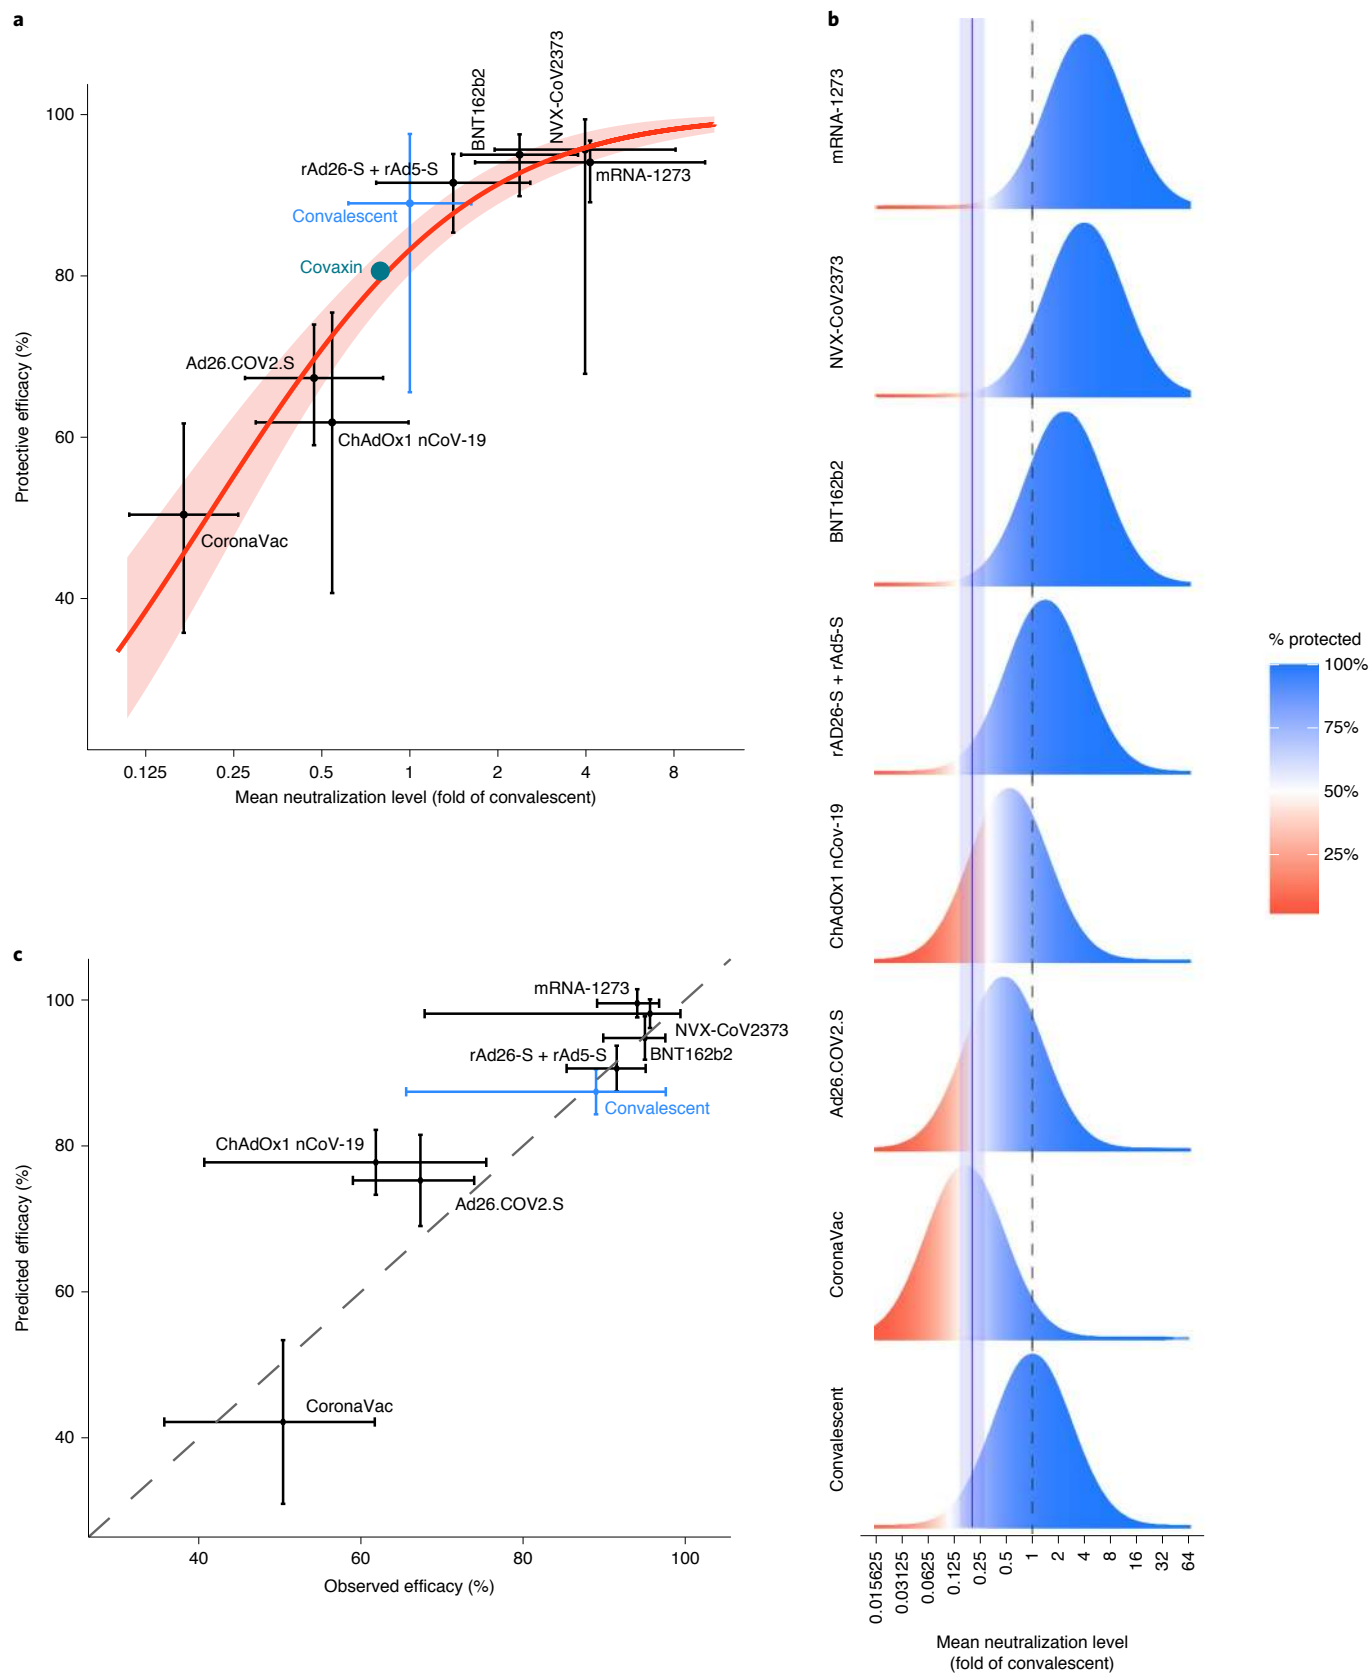 a
Protective efficacy (%)
100
80
60
40
BNT162b2
NVX-CoV2373
rAd26-S + rAd5-S
mRNA-1273
Convalescent
Covaxin
Ad26.COV2.S
ChAdOx1 nCoV-19
CoronaVac
0.125 0.25 0.5 1 2 4 8
Mean neutralization level (fold of convalescent)
b
mRNA-1273
NVX-CoV2373
BNT162b2
rAD26-S + rAd5-S
ChAdOx1 nCov-19
Ad26.COV2.S
CoronaVac
Convalescent
0.015625 0.03125 0.0625 0.125 0.25 0.5 1 2 4 8 16 32 64
Mean neutralization level
(fold of convalescent)
% protected
100%
75%
50%
25%
c
Predicted efficacy (%)
100
80
60
40
mRNA-1273
NVX-CoV2373
rAd26-S + rAd5-S
BNT162b2
Convalescent
ChAdOx1 nCoV-19
Ad26.COV2.S
CoronaVac
40 60 80 100
Observed efficacy (%)